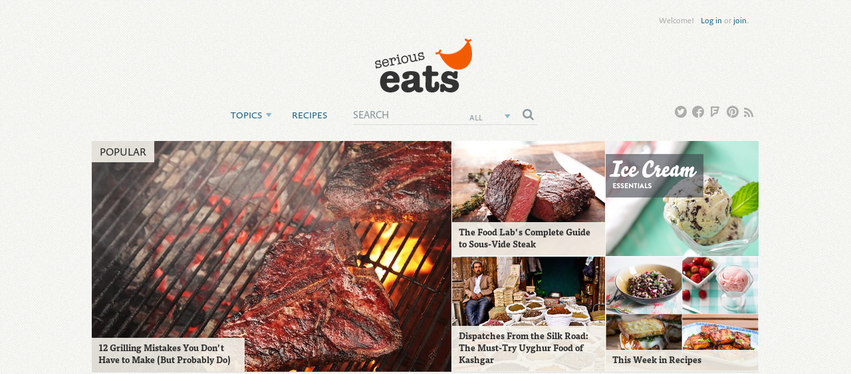 Welcome! Log in or join.
serious
eats
TOPICS RECIPES SEARCH ALL
POPULAR
12 Grilling Mistakes You Don't
Have to Make (But Probably Do)
The Food Lab's Complete Guide
to Sous-Vide Steak
Dispatches From the Silk Road:
The Must-Try Uyghur Food of
Kashgar
Ice Cream
ESSENTIALS
This Week in Recipes